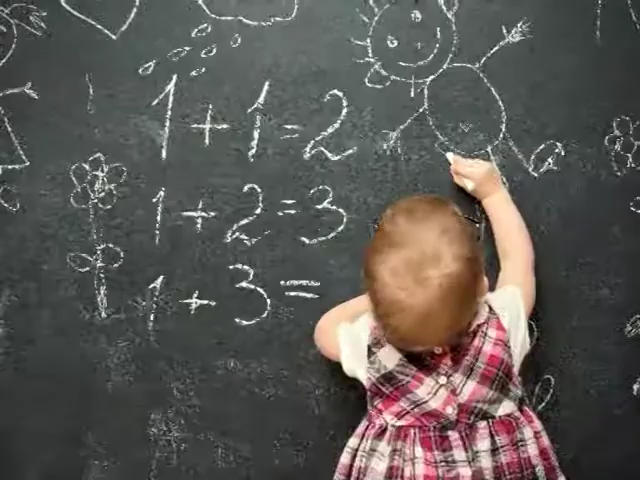 1 + 1 = 2
1 + 2 = 3
1 + 3 =